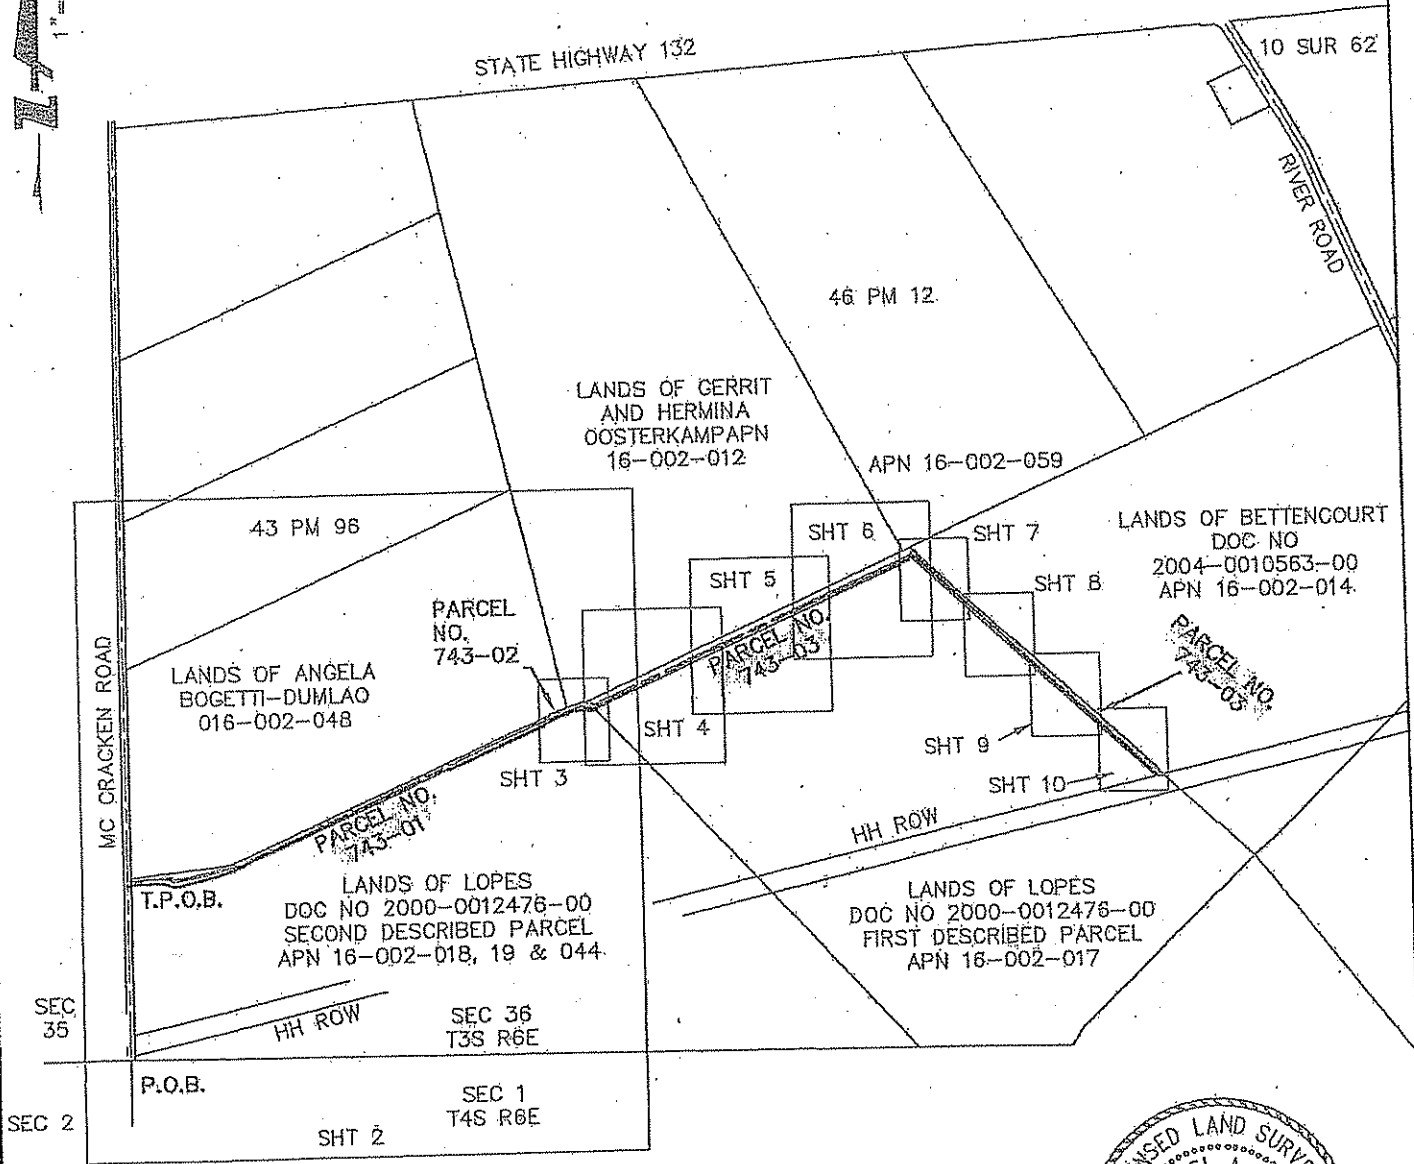 1"=
STATE HIGHWAY 132
10 SUR 62
RIVER ROAD
46 PM 12
LANDS OF GERRIT
AND HERMINA
OOSTERKAMPAPN
16-002-012
APN 16-002-059
43 PM 96
SHT 6
SHT 7
LANDS OF BETTENCOURT
DOC NO
2004-0010563-00
APN 16-002-014
SHT 5
SHT 8
PARCEL
NO.
743-02
PARCEL NO.
743-03
PARCEL NO.
743-03
LANDS OF ANGELA
BOGETTI-DUMLAO
016-002-048
MC CRACKEN ROAD
SHT 4
SHT 9
SHT 3
SHT 10
PARCEL NO.
743-01
HH ROW
T.P.O.B.
LANDS OF LOPES
DOC NO 2000-0012476-00
SECOND DESCRIBED PARCEL
APN 16-002-018, 19 & 044
LANDS OF LOPES
DOC NO 2000-0012476-00
FIRST DESCRIBED PARCEL
APN 16-002-017
SEC
35
HH ROW
SEC 36
T3S R6E
P.O.B.
SEC 1
T4S R6E
SEC 2
SHT 2
LAND